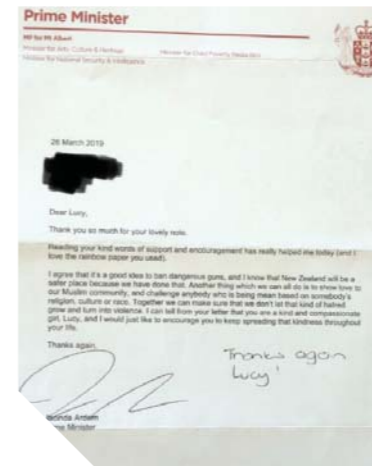 Prime Minister
MP for Mt Albert
Minister for Arts, Culture & Heritage
Minister for National Security & Intelligence
Minister for Child Poverty Reduction
26 March 2019
Dear Lucy,
Thank you so much for your lovely note.
Reading your kind words of support and encouragement has really helped me today (and I
love the rainbow paper you used).
I agree that it's a good idea to ban dangerous guns, and I know that New Zealand will be a
safer place because we have done that. Another thing which we can all do is to show love to
our Muslim community, and challenge anybody who is being mean based on somebody's
religion, culture or race. Together we can make sure that we don't let that kind of hatred
grow and turn into violence. I can tell from your letter that you are a kind and compassionate
girl, Lucy, and I would just like to encourage you to keep spreading that kindness throughout
your life.
Thanks again,
Thanks again
Lucy!
acinda Ardern
me Minister